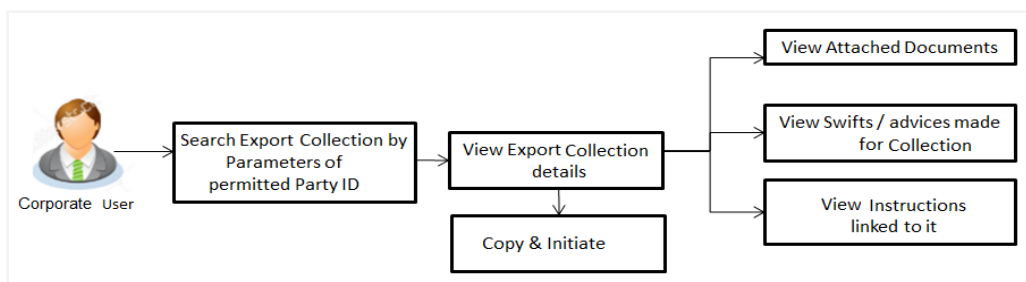 Corporate User
Search Export Collection by
Parameters of
permitted Party ID
View Export Collection
details
Copy & Initiate
View Attached Documents
View Swifts / advices made
for Collection
View Instructions
linked to it